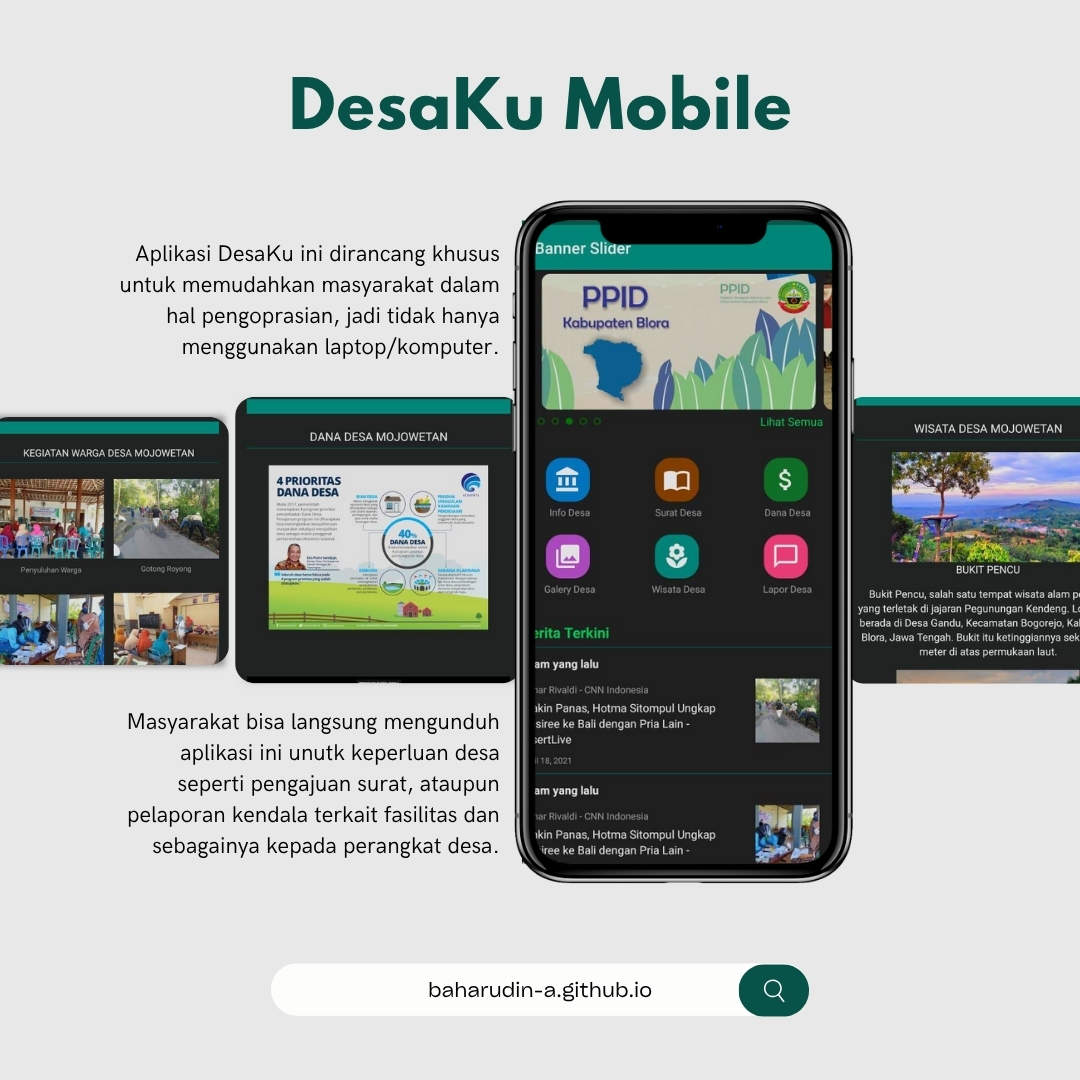 DesaKu Mobile
Aplikasi DesaKu ini dirancang khusus
untuk memudahkan masyarakat dalam
hal pengoprasian, jadi tidak hanya
menggunakan laptop/komputer.
KEGIATAN WARGA DESA MOJOWETAN
Penyuluhan Warga
Gotong Royong
DANA DESA MOJOWETAN
4 PRIORITAS
DANA DESA
40%
DANA DESA
Banner Slider
PPID
Kabupaten Blora
PPID
Lihat Semua
Info Desa
Surat Desa
Dana Desa
Galery Desa
Wisata Desa
Lapor Desa
erita Terkini
am yang lalu
nar Rivaldi - CNN Indonesia
akin Panas, Hotma Sitompul Ungkap
siree ke Bali dengan Pria Lain -
sertLive
il 18, 2021
am yang lalu
nar Rivaldi - CNN Indonesia
akin Panas, Hotma Sitompul Ungkap
siree ke Bali dengan Pria Lain -
WISATA DESA MOJOWETAN
BUKIT PENCU
Bukit Pencu, salah satu tempat wisata alam pe
yang terletak di jajaran Pegunungan Kendeng. Lo
berada di Desa Gandu, Kecamatan Bogorejo, Kab
Blora, Jawa Tengah. Bukit itu ketinggiannya sek
meter di atas permukaan laut.
Masyarakat bisa langsung mengunduh
aplikasi ini unutk keperluan desa
seperti pengajuan surat, ataupun
pelaporan kendala terkait fasilitas dan
sebagainya kepada perangkat desa.
baharudin-a.github.io